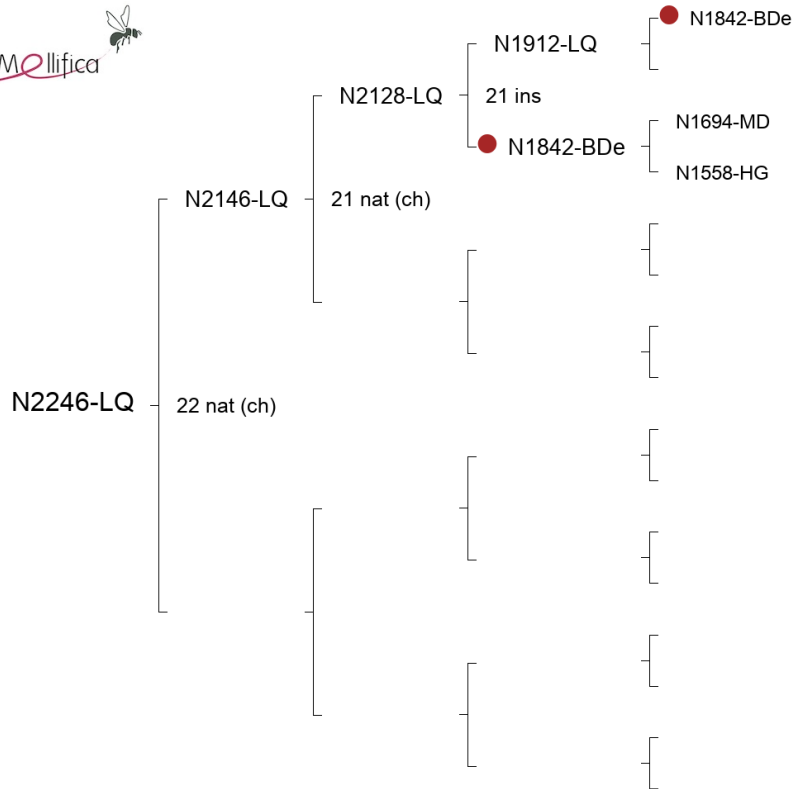 Mellifica
N1842-BDe
N1912-LQ
N2128-LQ
21 ins
N1694-MD
N1842-BDe
N1558-HG
N2146-LQ
21 nat (ch)
N2246-LQ
22 nat (ch)